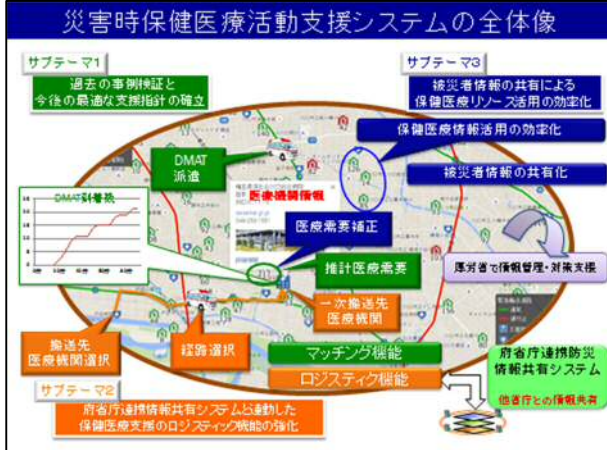 災害時保健医療活動支援システムの全体像
サブテーマ1
過去の事例検証と
今後の最適な支援指針の確立
サブテーマ3
被災者情報の共有による
保健医療リソース活用の効率化
保健医療情報活用の効率化
DMAT
派遣
被災者情報の共有化
医療機関情報
DMAT到着数
医療需要補正
推計医療需要
厚労省で情報管理・対策支援
一次搬送先
医療機関
搬送先
医療機関選択
経路選択
マッチング機能
ロジスティク機能
府省庁連携防災
情報共有システム
他省庁との情報共有
サブテーマ2
府省庁連携情報共有システムと連動した
保健医療支援のロジスティック機能の強化